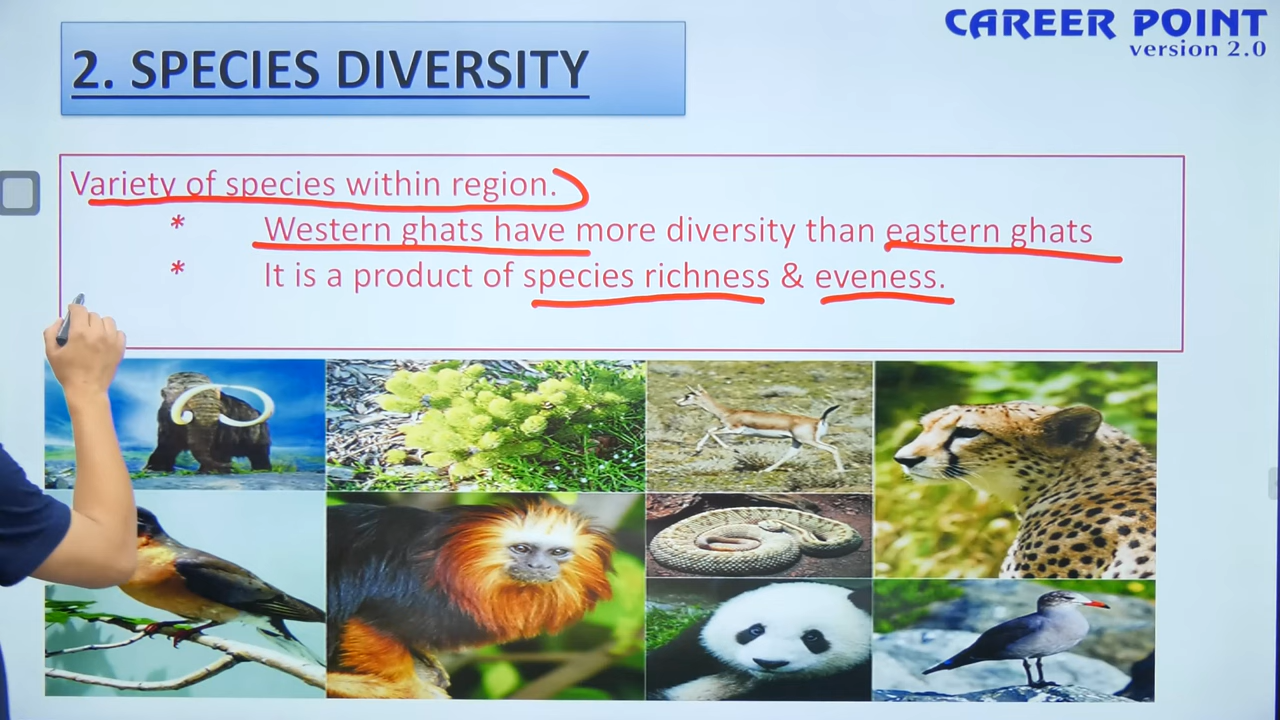 CAREER POINT
version 2.0
2. SPECIES DIVERSITY
Variety of species within region.
* Western ghats have more diversity than eastern ghats
* It is a product of species richness & eveness.